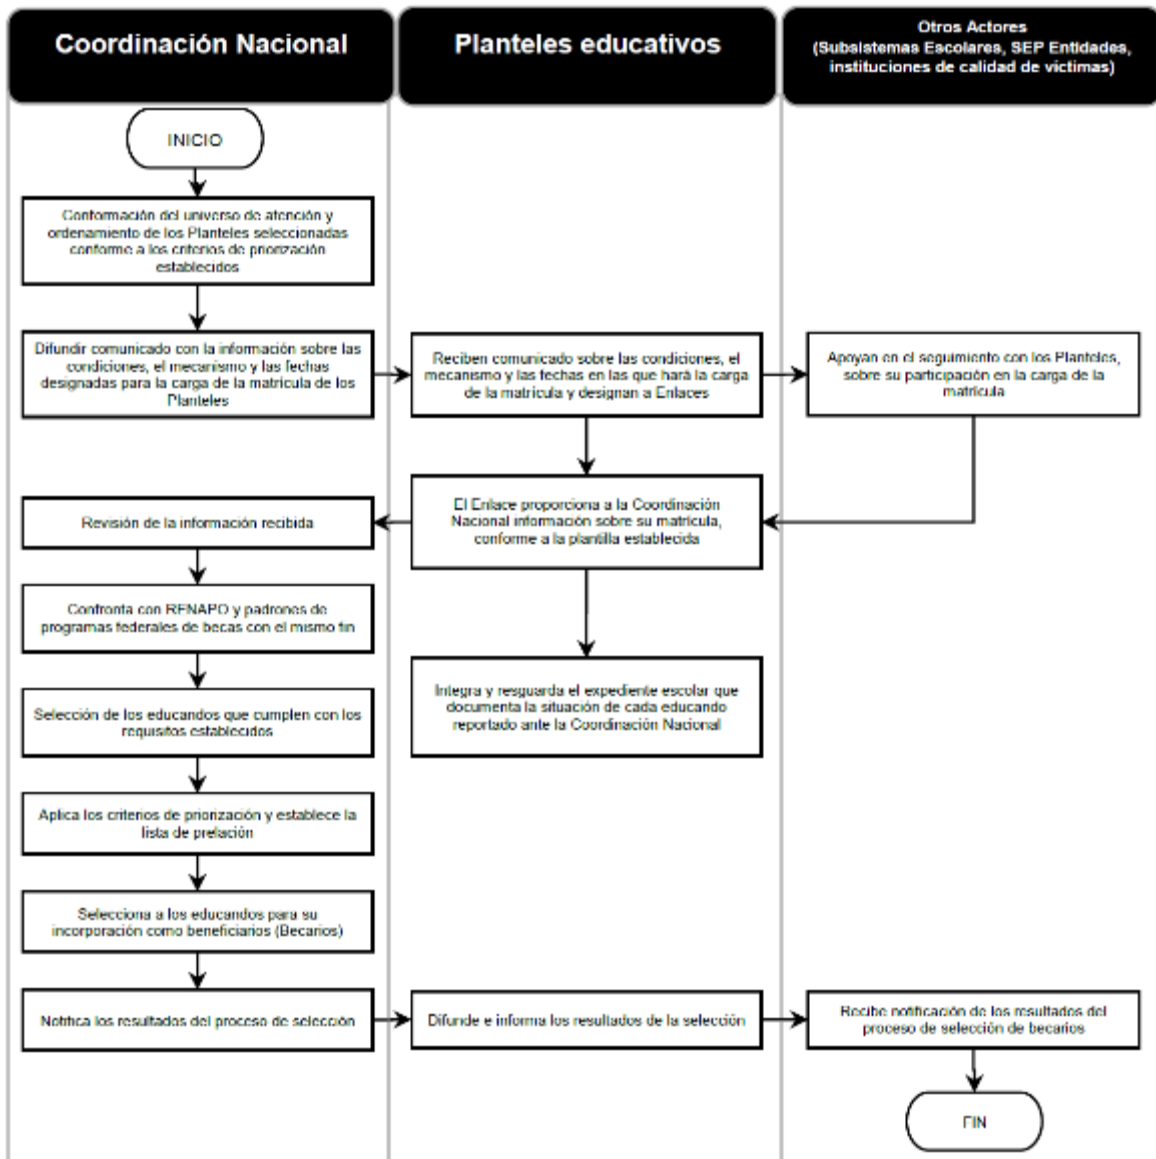 Coordinación Nacional
Planteles educativos
Otros Actores
(Subsistemas Escolares, SEP Entidades,
instituciones de calidad de víctimas)
INICIO
Conformación del universo de atención y
ordenamiento de los Planteles seleccionadas
conforme a los criterios de priorización
establecidos
Difundir comunicado con la información sobre las
condiciones, el mecanismo y las fechas
designadas para la carga de la matrícula de los
Planteles
Reciben comunicado sobre las condiciones, el
mecanismo y las fechas en las que hará la carga
de la matrícula y designan a Enlaces
Apoyan en el seguimiento con los Planteles,
sobre su participación en la carga de la
matrícula
Revisión de la información recibida
El Enlace proporciona a la Coordinación
Nacional información sobre su matrícula,
conforme a la plantilla establecida
Confronta con RENAPO y padrones de
programas federales de becas con el mismo fin
Selección de los educandos que cumplen con los
requisitos establecidos
Integra y resguarda el expediente escolar que
documenta la situación de cada educando
reportado ante la Coordinación Nacional
Aplica los criterios de priorización y establece la
lista de prelación
Selecciona a los educandos para su
incorporación como beneficiarios (Becarios)
Notifica los resultados del proceso de selección
Difunde e informa los resultados de la selección
Recibe notificación de los resultados del
proceso de selección de becarios
FIN